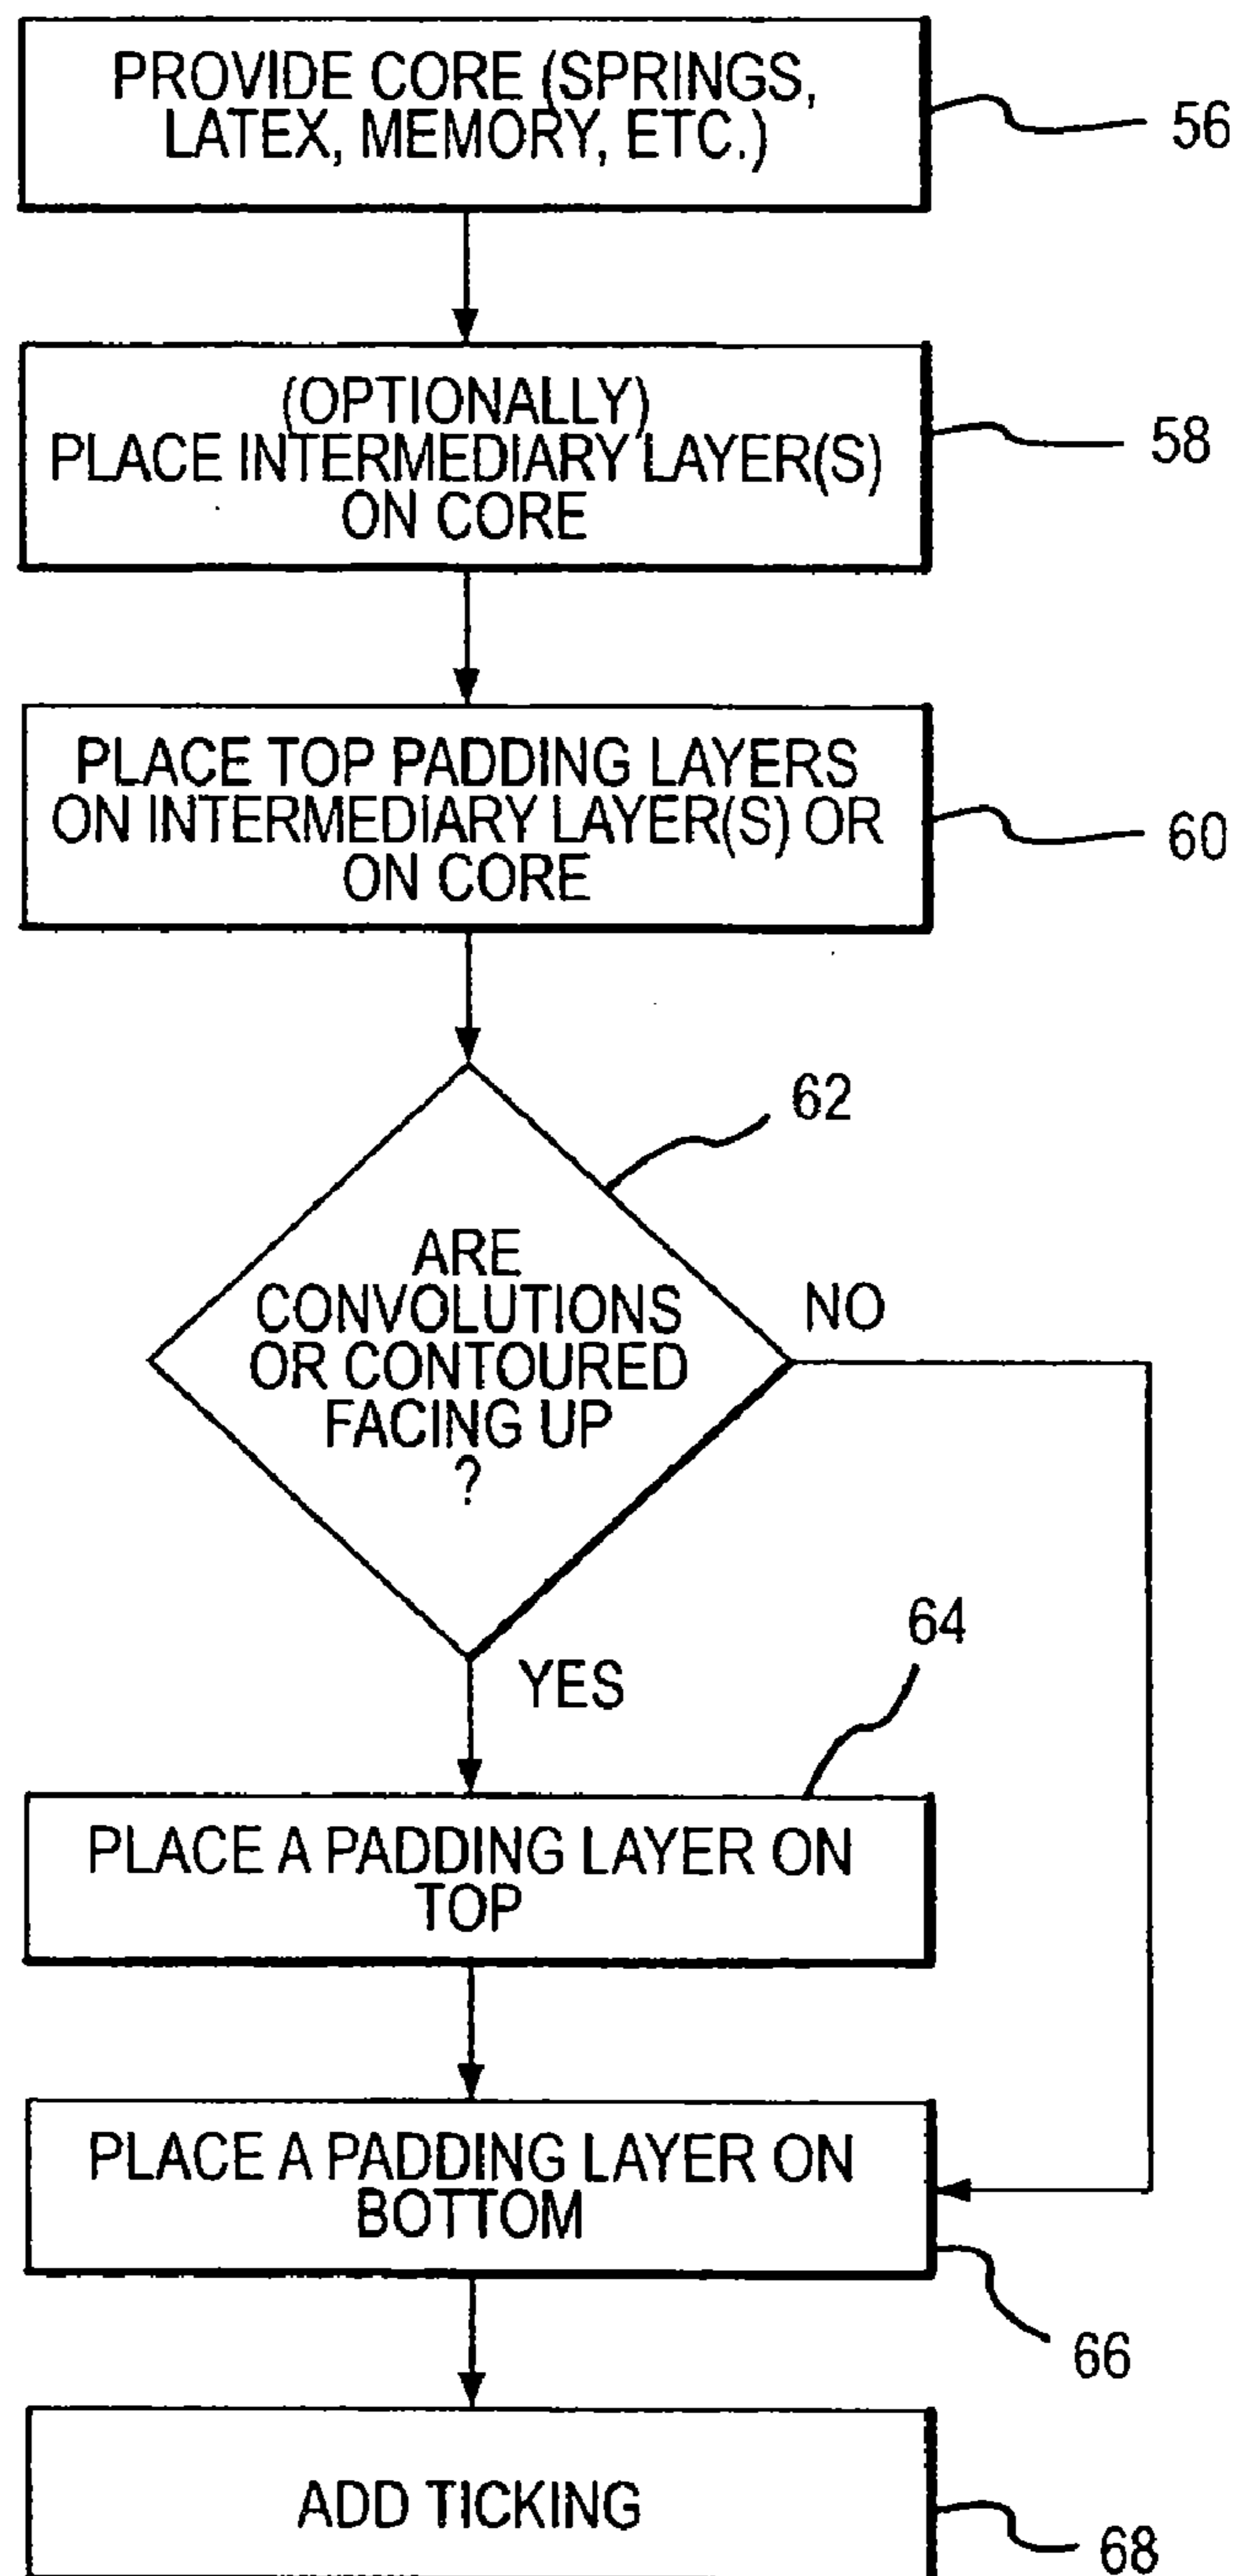 PROVIDE CORE (SPRINGS,
LATEX, MEMORY, ETC.)
56
(OPTIONALLY)
PLACE INTERMEDIARY LAYER(S)
ON CORE
58
PLACE TOP PADDING LAYERS
ON INTERMEDIARY LAYER(S) OR
ON CORE
60
62
ARE
CONVOLUTIONS
OR CONTOURED
FACING UP
?
NO
YES
64
PLACE A PADDING LAYER ON
TOP
PLACE A PADDING LAYER ON
BOTTOM
66
ADD TICKING
68